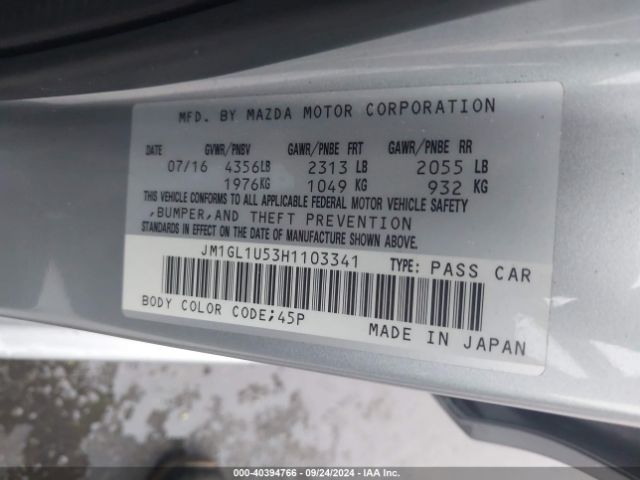 MFD. BY MAZDA MOTOR CORPORATION
DATE GVWR/PNBV GAWR/PNBE FRT GAWR/PNBE RR
07/16 4356LB 2313 LB 2055 LB
1976KG 1049 KG 932 KG
THIS VEHICLE CONFORMS TO ALL APPLICABLE FEDERAL MOTOR VEHICLE SAFETY
,BUMPER,AND THEFT PREVENTION
STANDARDS IN EFFECT ON THE DATE OF MANUFACTURE SHOWN ABOVE.
JM1GL1U53H1103341 TYPE: PASS CAR
BODY COLOR CODE;45P
MADE IN JAPAN
000-40394766 - 09/24/2024 - IAA Inc.